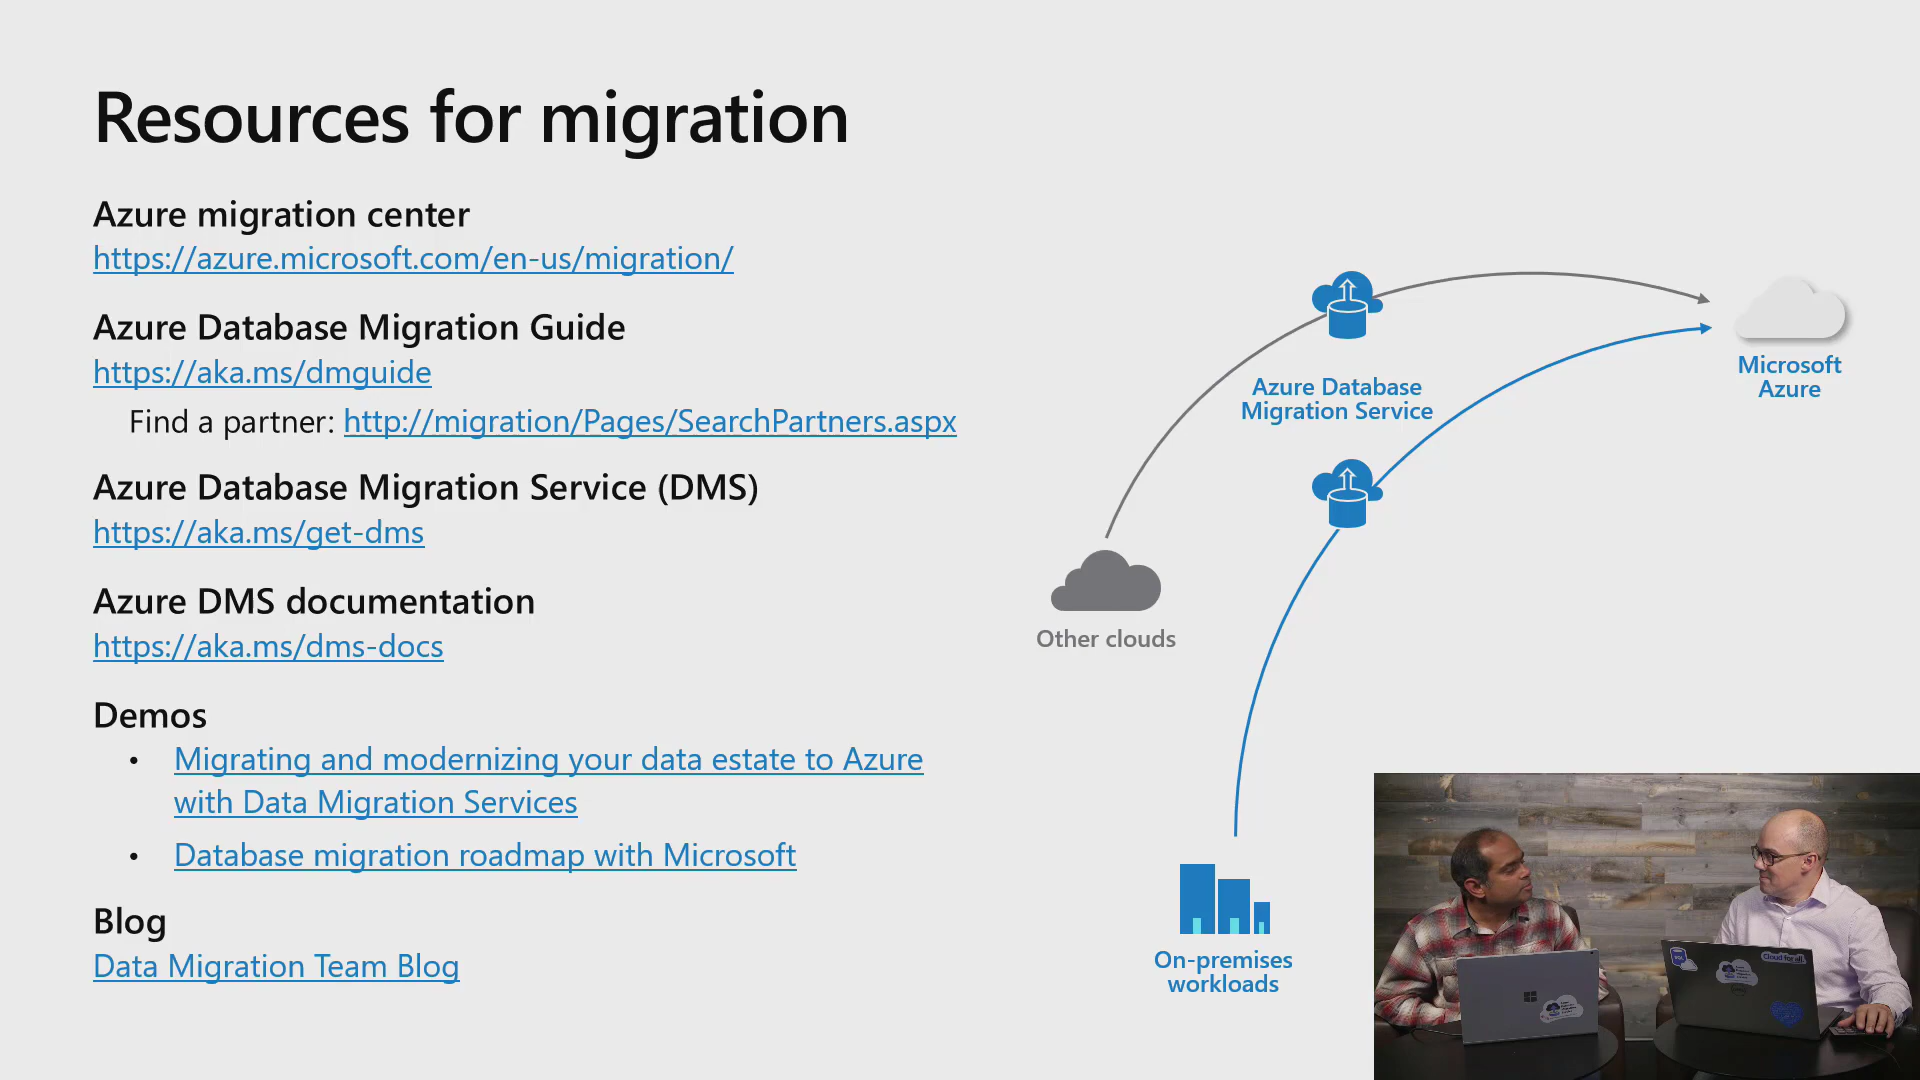 Resources for migration
Azure migration center
https://azure.microsoft.com/en-us/migration/
Azure Database Migration Guide
https://aka.ms/dmguide
Find a partner: http://migration/Pages/SearchPartners.aspx
Azure Database Migration Service (DMS)
https://aka.ms/get-dms
Azure DMS documentation
https://aka.ms/dms-docs
Demos
• Migrating and modernizing your data estate to Azure
with Data Migration Services
• Database migration roadmap with Microsoft
Blog
Data Migration Team Blog
Azure Database
Migration Service
Microsoft
Azure
Other clouds
On-premises
workloads
Cloud for all